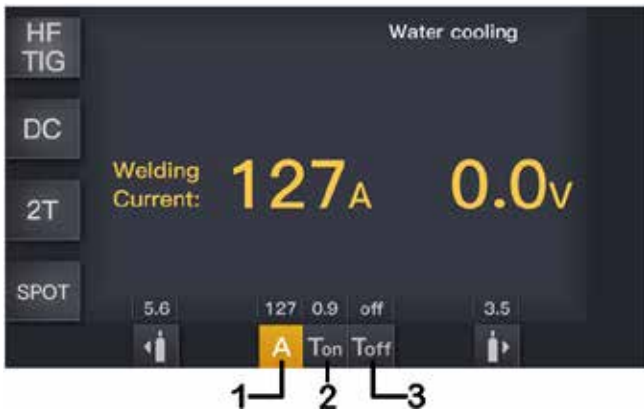 HF
TIG
Water cooling
DC
Welding
Current:
127A
0.0V
2T
SPOT
5.6 127 0.9 off 3.5
A Ton Toff
1 2 3